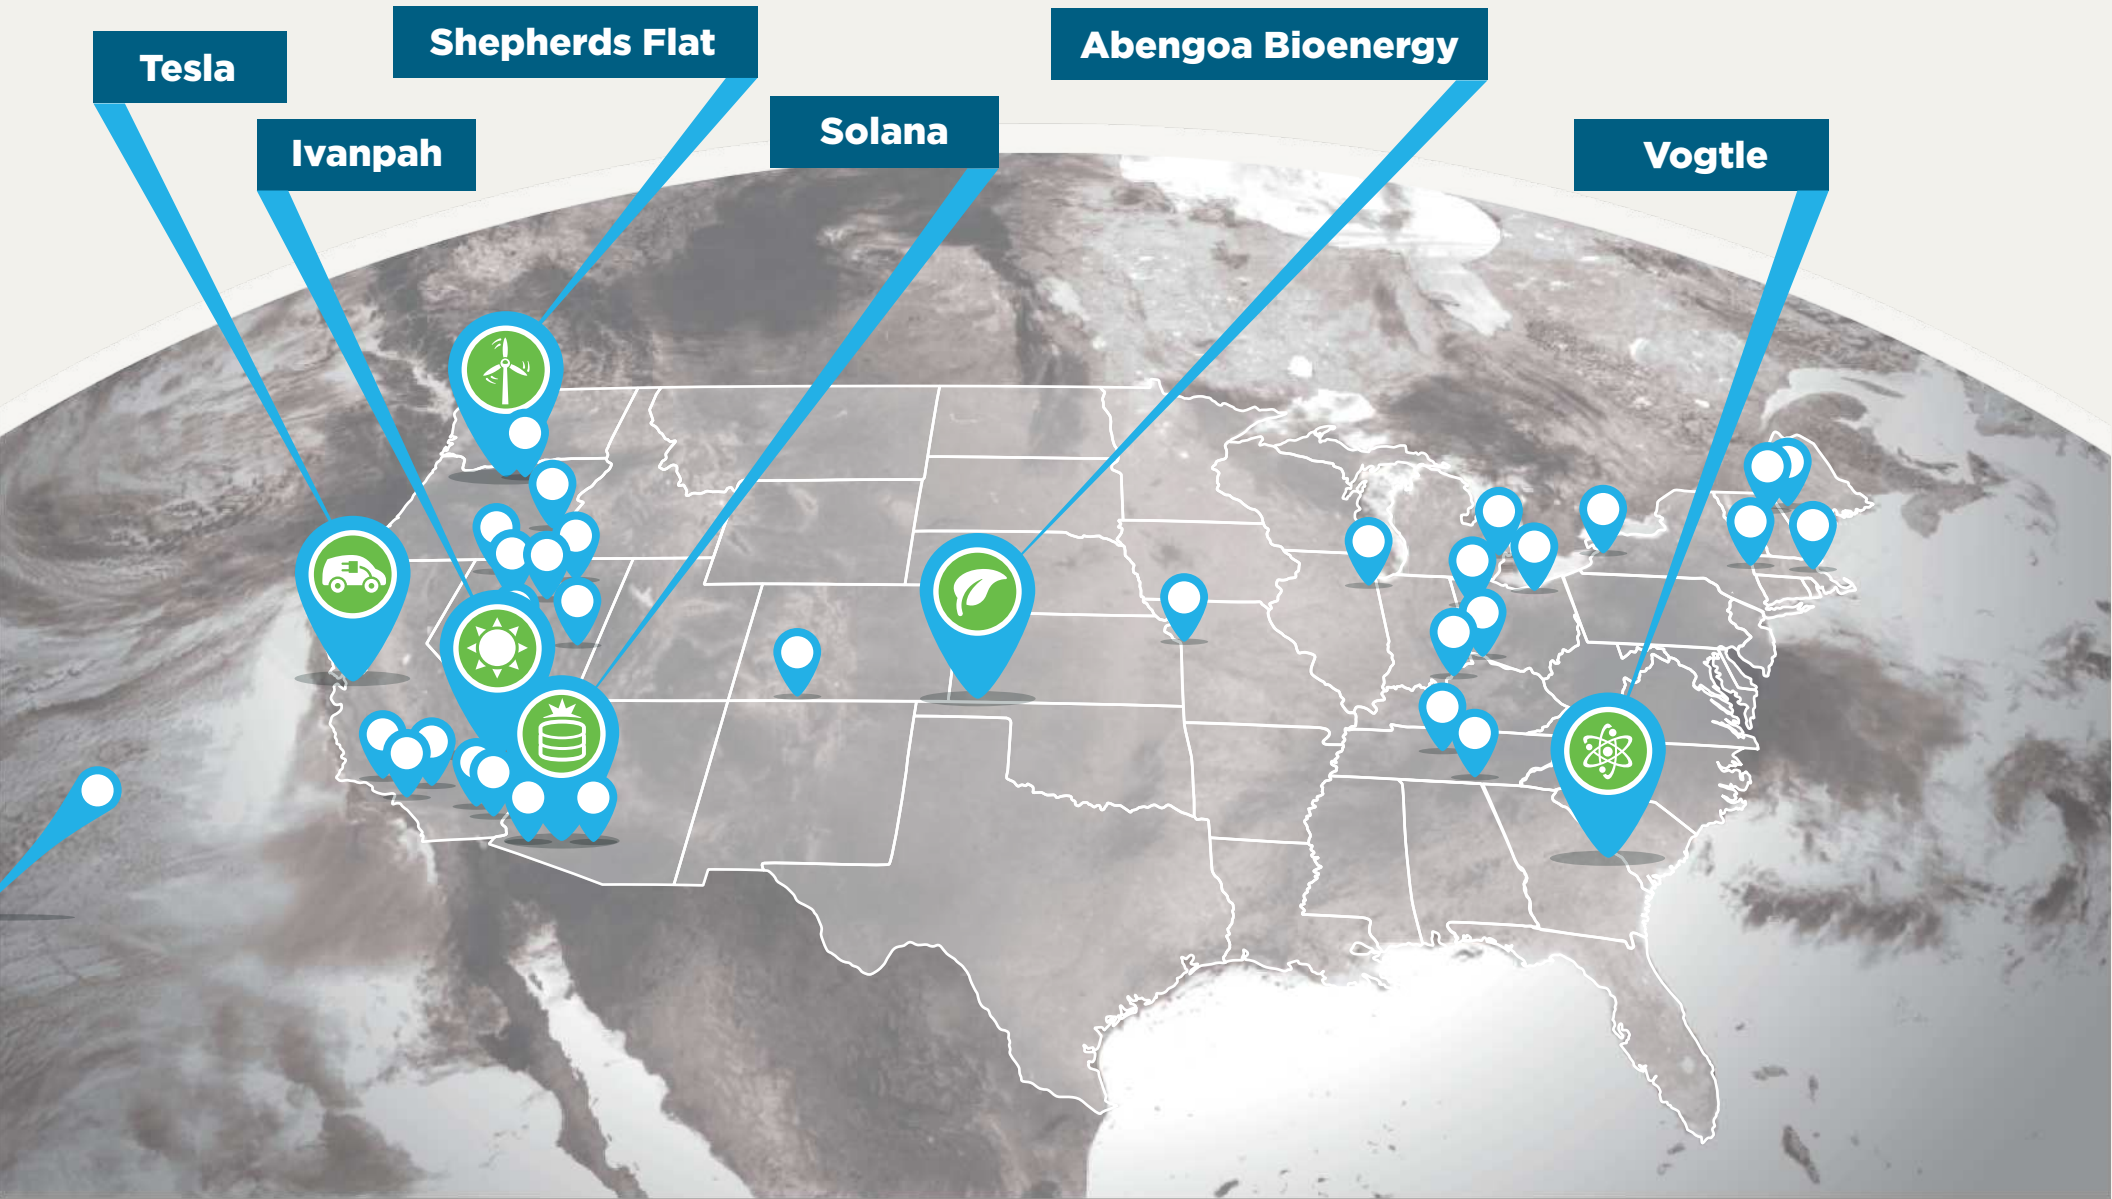 Tesla
Shepherds Flat
Abengoa Bioenergy
Ivanpah
Solana
Vogtle